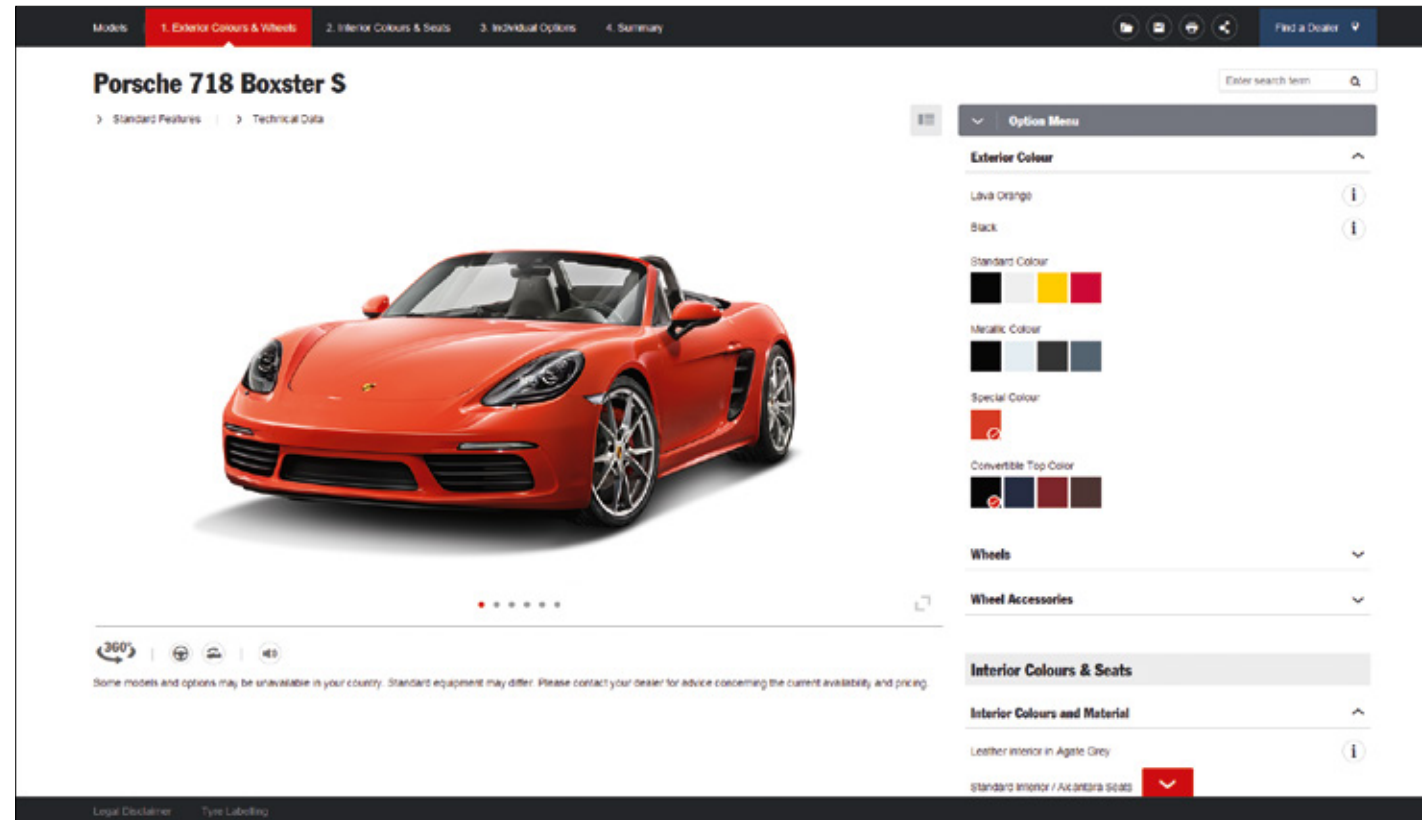 Models
1. Exterior Colours & Wheels
2. Interior Colours & Seats
3. Individual Options
4. Summary
Find a Dealer
Porsche 718 Boxster S
Enter search term
Standard Features
Technical Data
Option Menu
Exterior Colour
Lava Orange
Black
Standard Colour
Metallic Colour
Special Colour
Convertible Top Color
Wheels
Wheel Accessories
360°
Some models and options may be unavailable in your country. Standard equipment may differ. Please contact your dealer for advice concerning the current availability and pricing.
Interior Colours & Seats
Interior Colours and Material
Leather interior in Agate Grey
Standard Interior / Alcantara Seats
Legal Disclaimer
Tyre Labelling